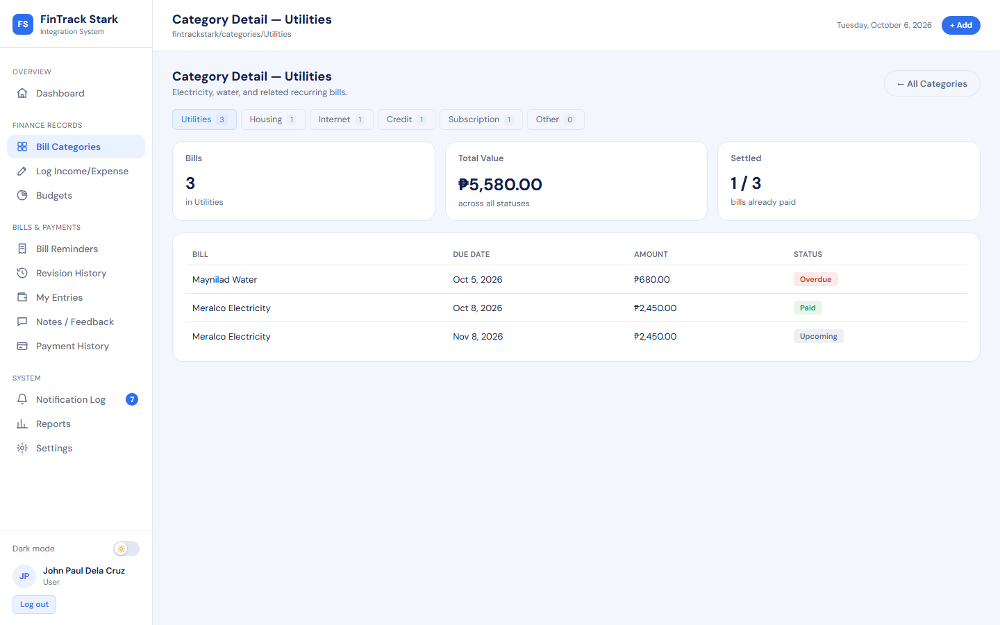 FS
FinTrack Stark
Integration System
OVERVIEW
Dashboard
FINANCE RECORDS
Bill Categories
Log Income/Expense
Budgets
BILLS & PAYMENTS
Bill Reminders
Revision History
My Entries
Notes / Feedback
Payment History
SYSTEM
Notification Log 7
Reports
Settings
Dark mode
JP
John Paul Dela Cruz
User
Log out
Category Detail — Utilities
fintrackstark/categories/Utilities
Tuesday, October 6, 2026
+ Add
Category Detail — Utilities
Electricity, water, and related recurring bills.
← All Categories
Utilities 3 Housing 1 Internet 1 Credit 1 Subscription 1 Other 0
Bills
3
in Utilities
Total Value
₱5,580.00
across all statuses
Settled
1 / 3
bills already paid
BILL DUE DATE AMOUNT STATUS
Maynilad Water Oct 5, 2026 ₱680.00 Overdue
Meralco Electricity Oct 8, 2026 ₱2,450.00 Paid
Meralco Electricity Nov 8, 2026 ₱2,450.00 Upcoming